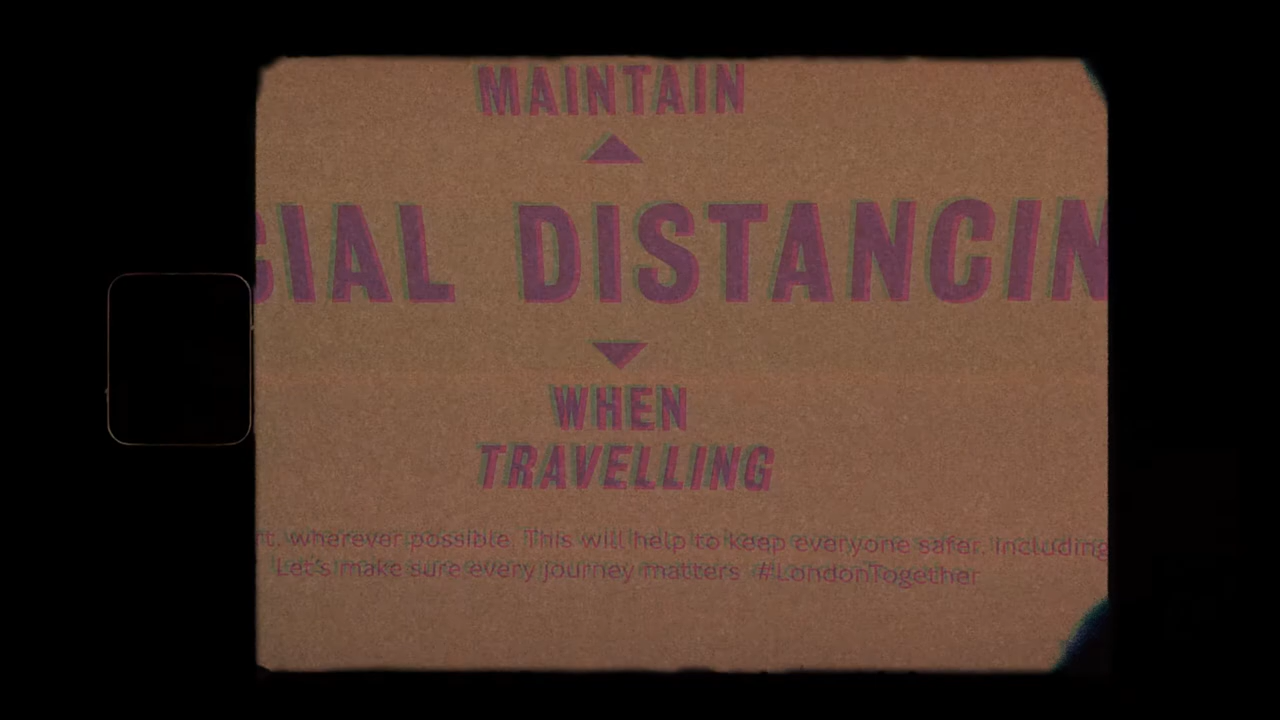 MAINTAIN
CIAL DISTANCIN
WHEN
TRAVELLING
t. wherever possible. This will help to keep everyone safer. Including
Let's make sure every journey matters #LondonTogether